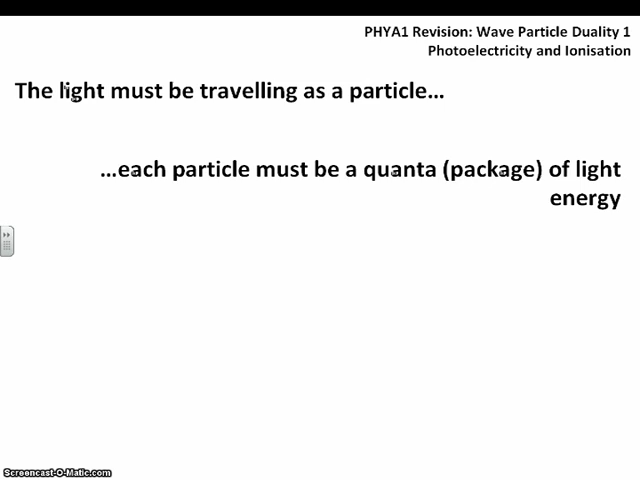 PHYA1 Revision: Wave Particle Duality 1
Photoelectricity and Ionisation
The light must be travelling as a particle...
...each particle must be a quanta (package) of light
energy
Screencast-O-Matic.com